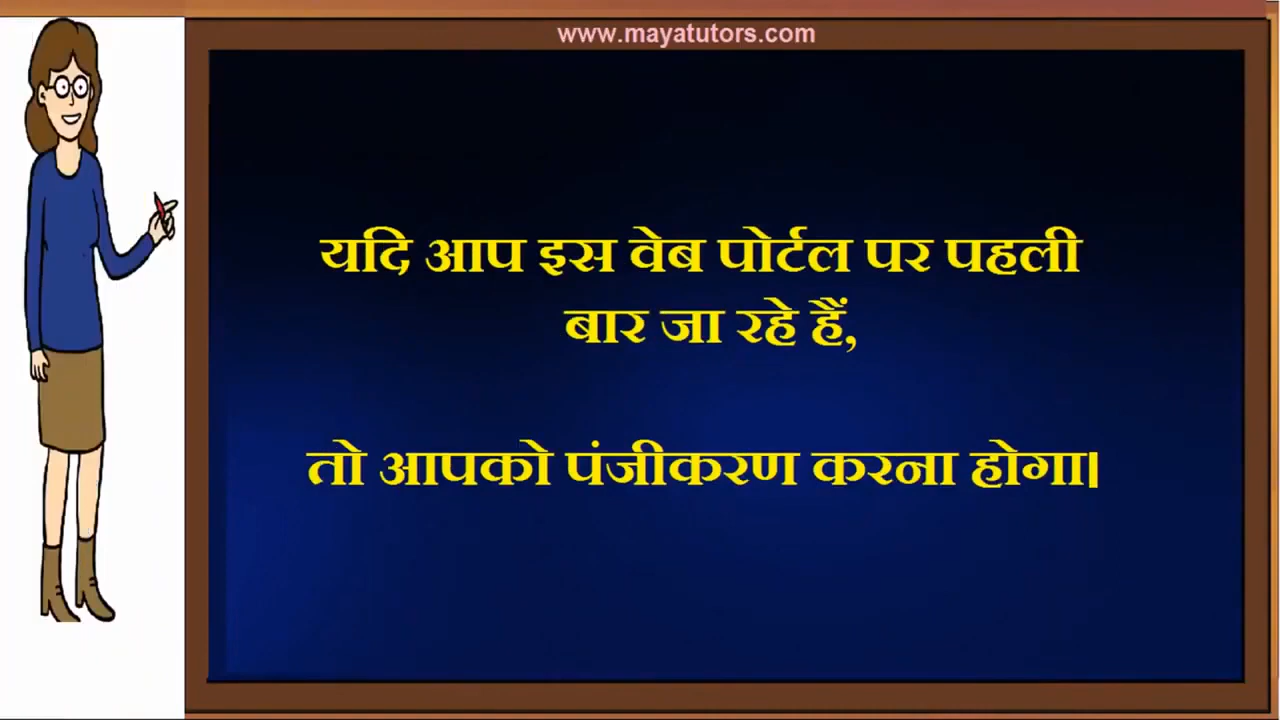 www.mayatutors.com
यदि आप इस वेब पोर्टल पर पहली
बार जा रहे हैं,
तो आपको पंजीकरण करना होगा।